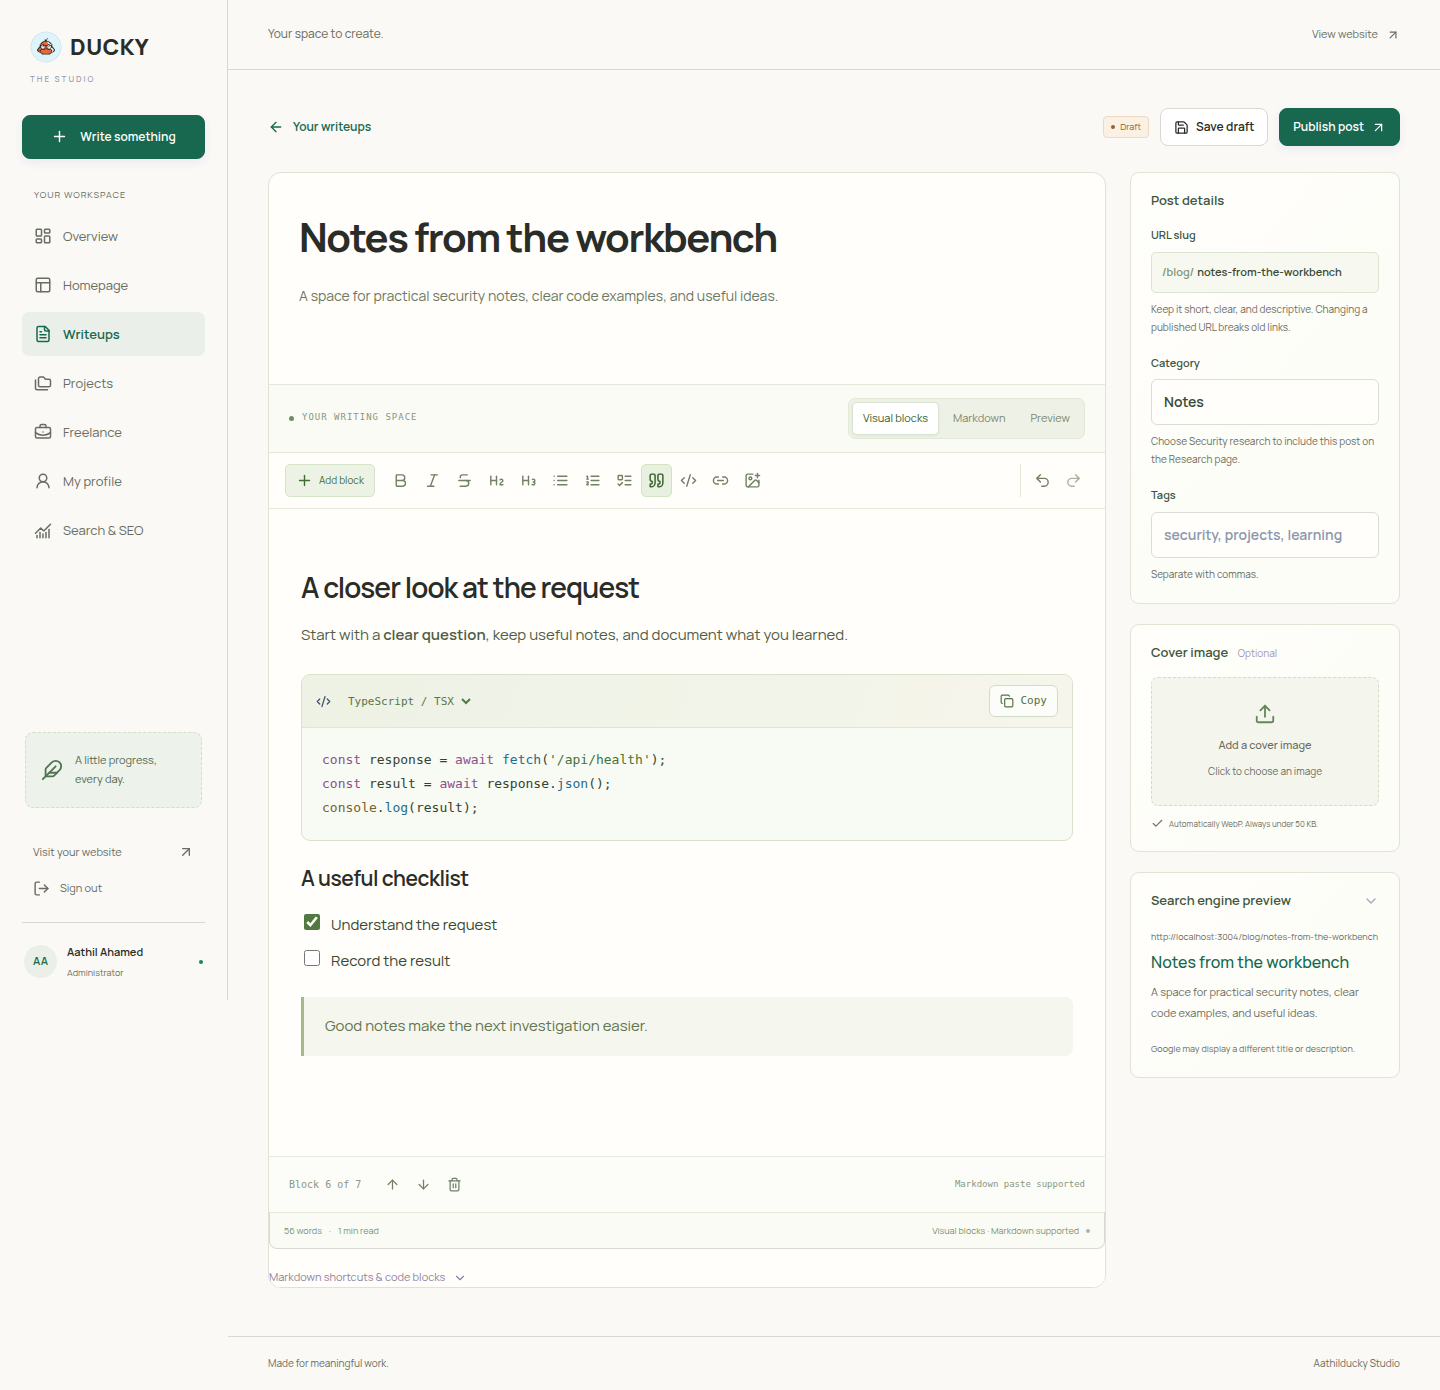 DUCKY
THE STUDIO
Write something
YOUR WORKSPACE
Overview
Homepage
Writeups
Projects
Freelance
My profile
Search & SEO
A little progress,
every day.
Visit your website
Sign out
AA
Aathil Ahamed
Administrator
Your space to create.
View website
Your writeups
Draft
Save draft
Publish post
Notes from the workbench
A space for practical security notes, clear code examples, and useful ideas.
YOUR WRITING SPACE
Visual blocks
Markdown
Preview
Add block
H2
H3
A closer look at the request
Start with a clear question, keep useful notes, and document what you learned.
TypeScript / TSX
Copy
const response = await fetch('/api/health');
const result = await response.json();
console.log(result);
A useful checklist
Understand the request
Record the result
Good notes make the next investigation easier.
Block 6 of 7
Markdown paste supported
56 words · 1 min read
Visual blocks · Markdown supported
Markdown shortcuts & code blocks
Post details
URL slug
/blog/ notes-from-the-workbench
Keep it short, clear, and descriptive. Changing a
published URL breaks old links.
Category
Notes
Choose Security research to include this post on
the Research page.
Tags
security, projects, learning
Separate with commas.
Cover image Optional
Add a cover image
Click to choose an image
Automatically WebP. Always under 50 KB.
Search engine preview
http://localhost:3004/blog/notes-from-the-workbench
Notes from the workbench
A space for practical security notes, clear
code examples, and useful ideas.
Google may display a different title or description.
Made for meaningful work.
Aathilducky Studio